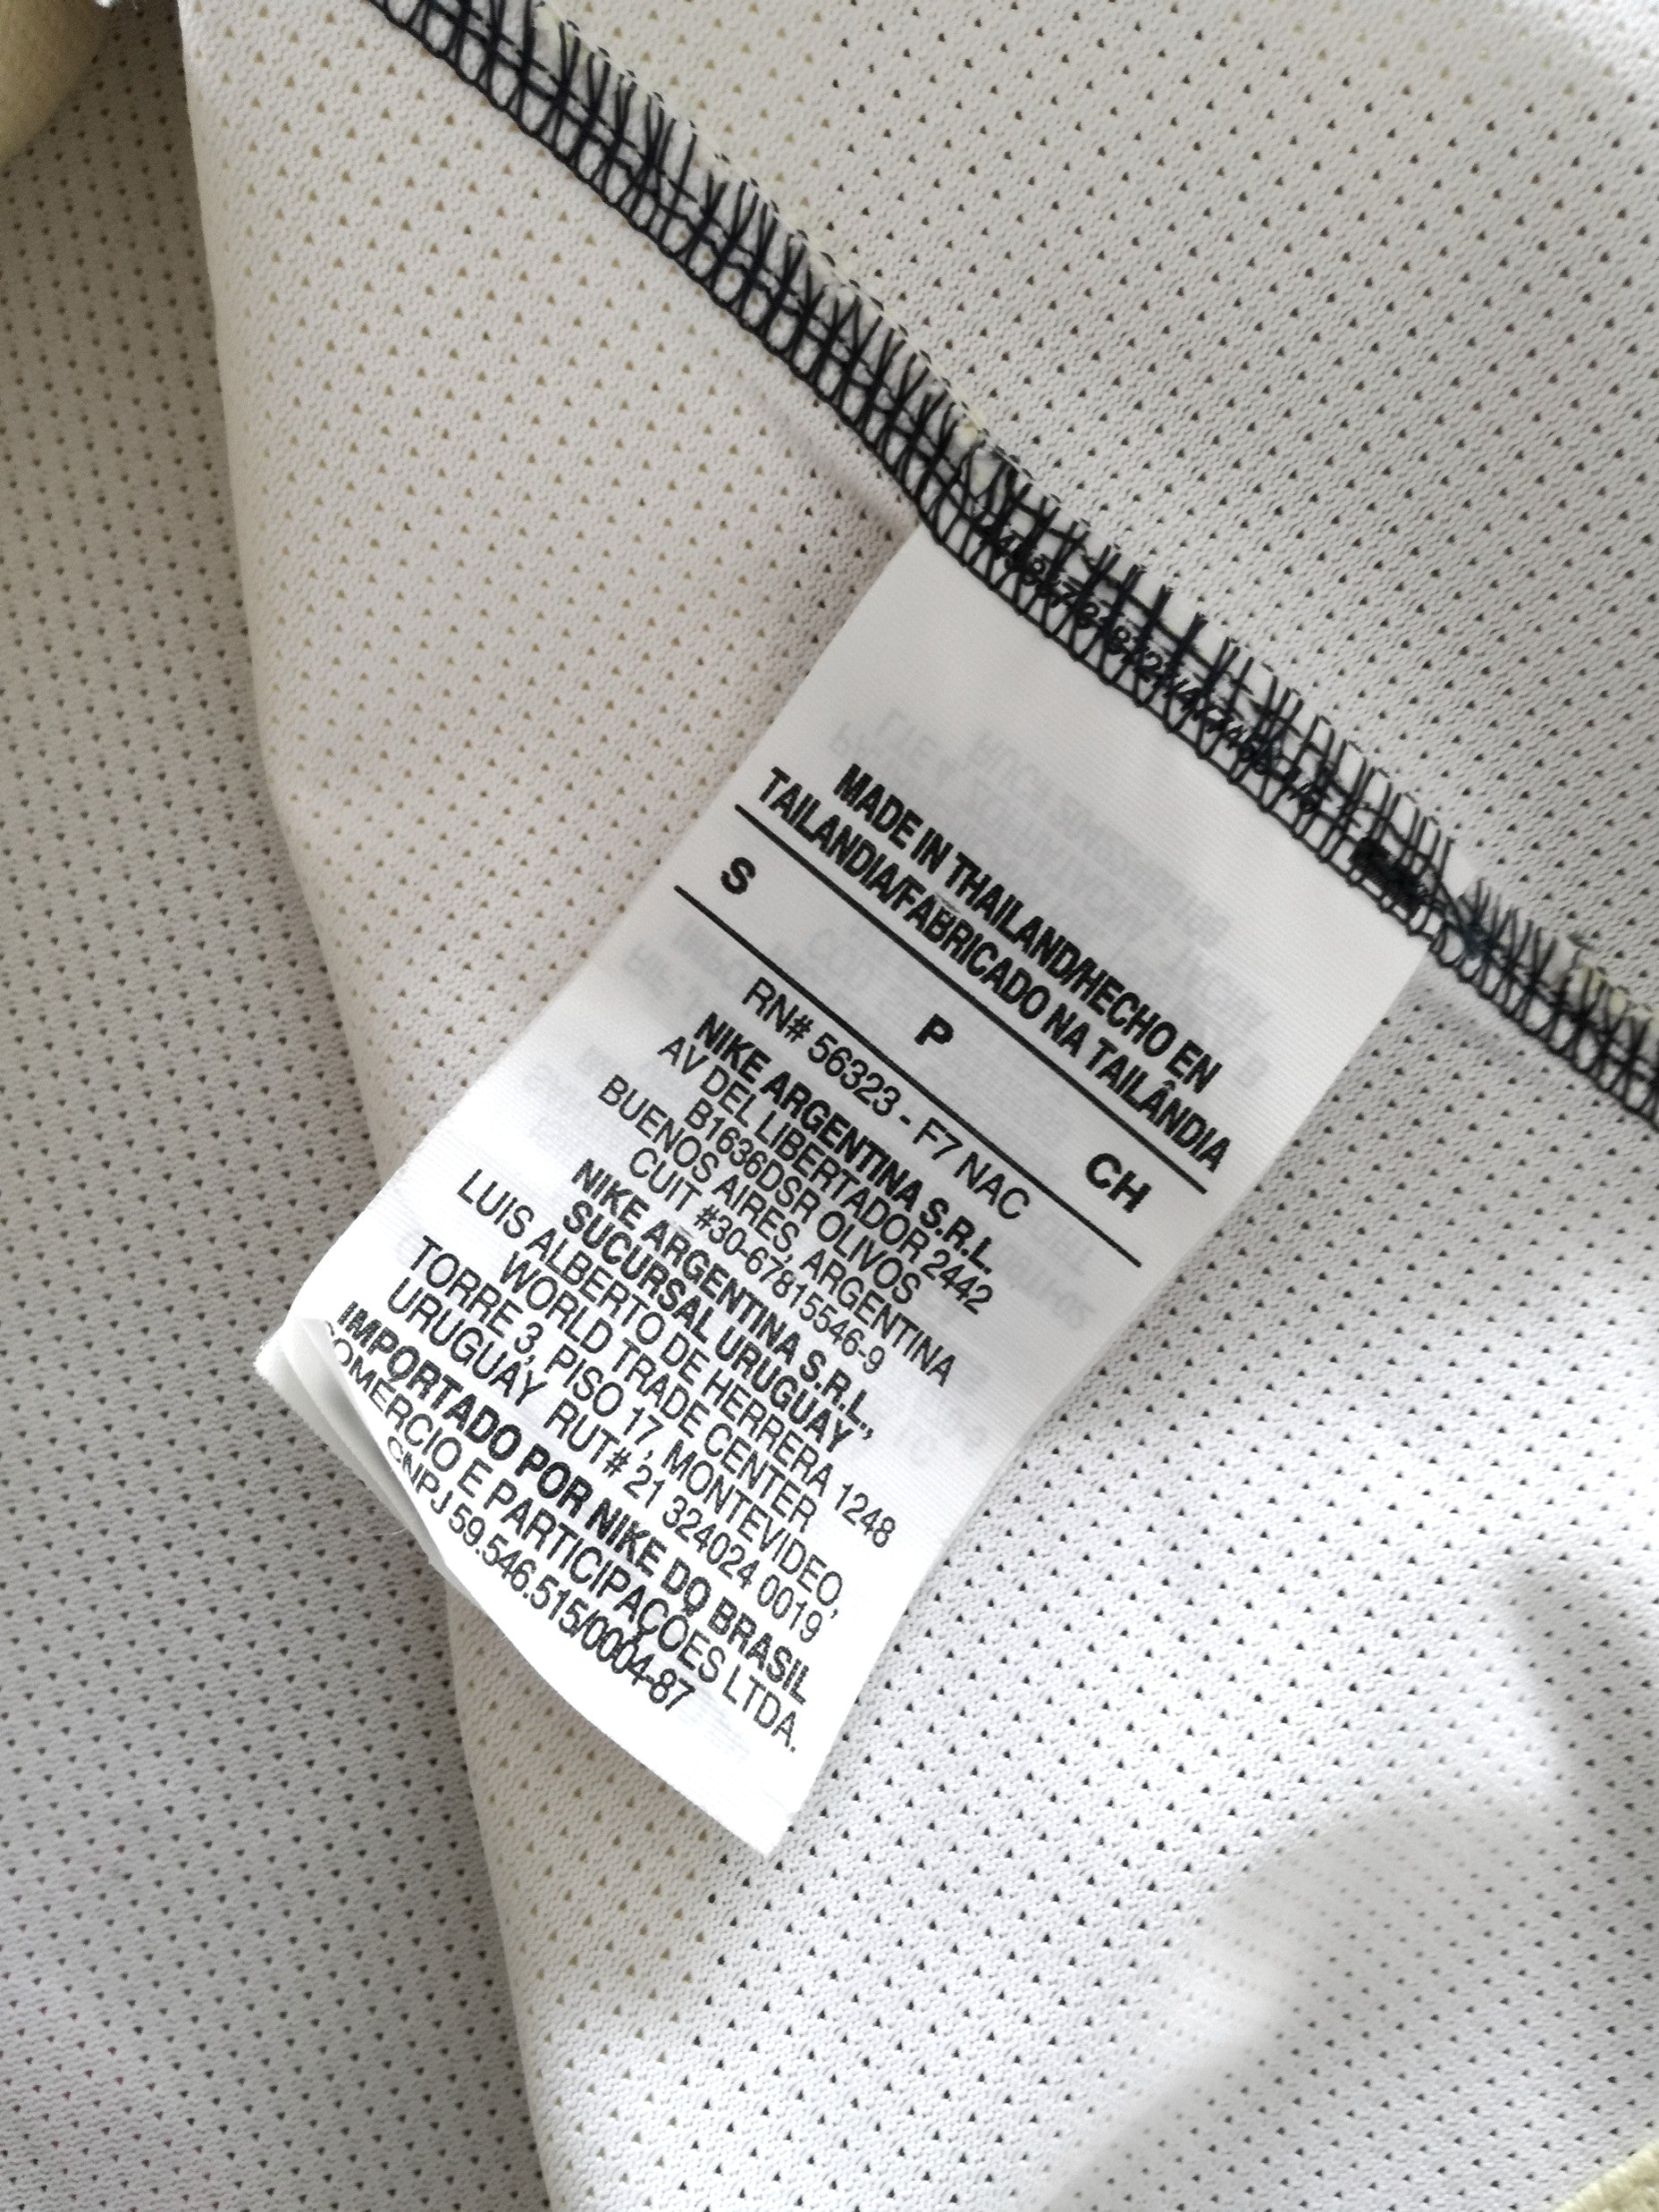 MADE IN THAILAND/HECHO EN
TAILANDIA/FABRICADO NA TAILÂNDIA
S P CH
RN# 56323 - F7 NAC
NIKE ARGENTINA S.R.L.
AV DEL LIBERTADOR 2442
B1636DSR OLIVOS
BUENOS AIRES, ARGENTINA
CUIT #30-67815546-9
NIKE ARGENTINA S.R.L.,
SUCURSAL URUGUAY
LUIS ALBERTO DE HERRERA 1248
WORLD TRADE CENTER
TORRE 3, PISO 17, MONTEVIDEO,
URUGUAY RUT# 21 324024 0019
IMPORTADO POR NIKE DO BRASIL
COMERCIO E PARTICIPAÇÕES LTDA.
CNPJ 59.546.515/0004-87